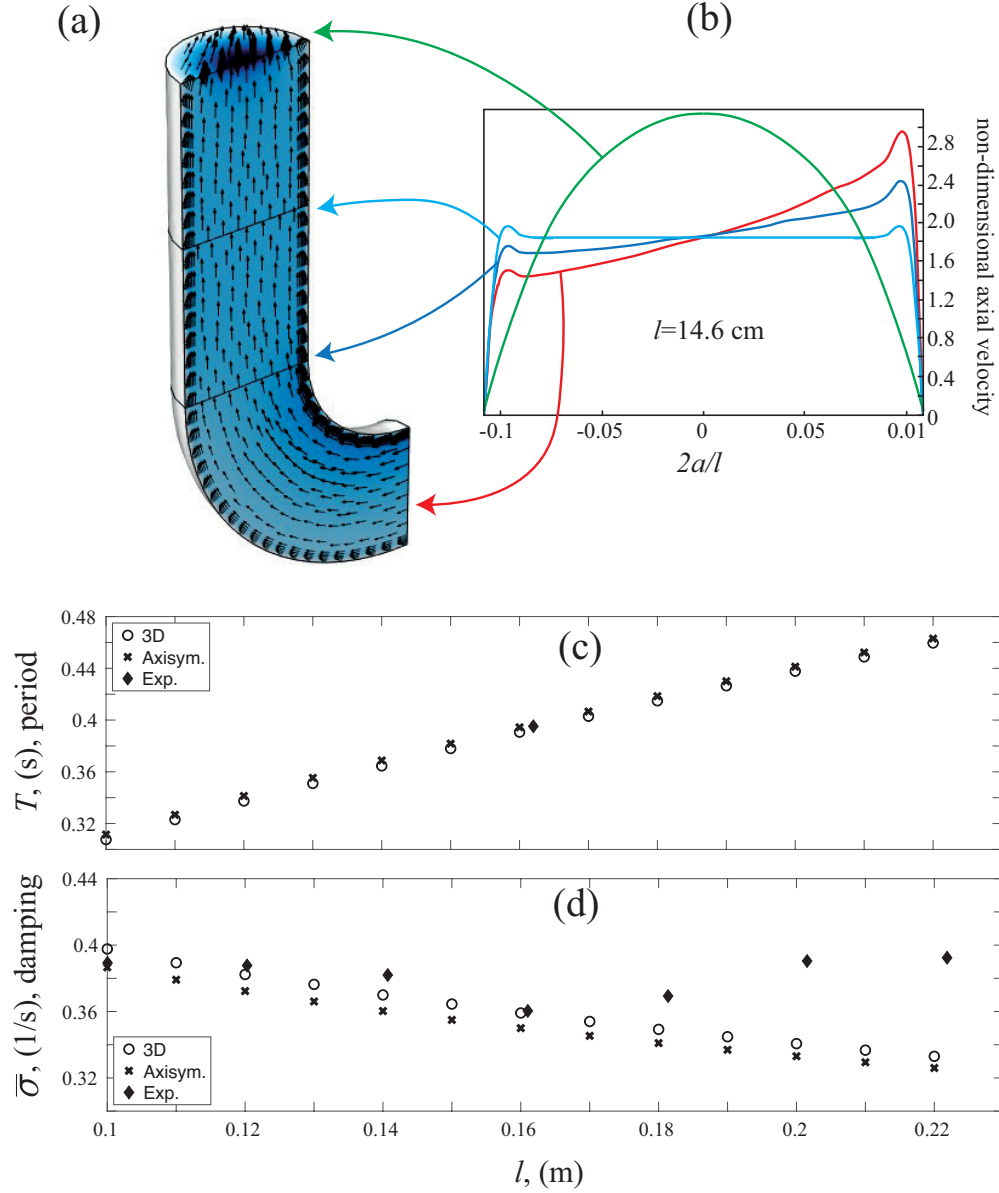 (a)
(b)
2.8
2.4
2.0
1.6
1.2
0.8
0.4
0
non-dimensional axial velocity
l=14.6 cm
-0.1
-0.05
0
0.05
0.01
2a/l
0.48
0.44
0.4
0.36
0.32
T, (s), period
3D
Axisym.
Exp.
(c)
0.44
0.4
0.36
0.32
σ̿, (1/s), damping
(d)
3D
Axisym.
Exp.
0.1
0.12
0.14
0.16
0.18
0.2
0.22
l, (m)